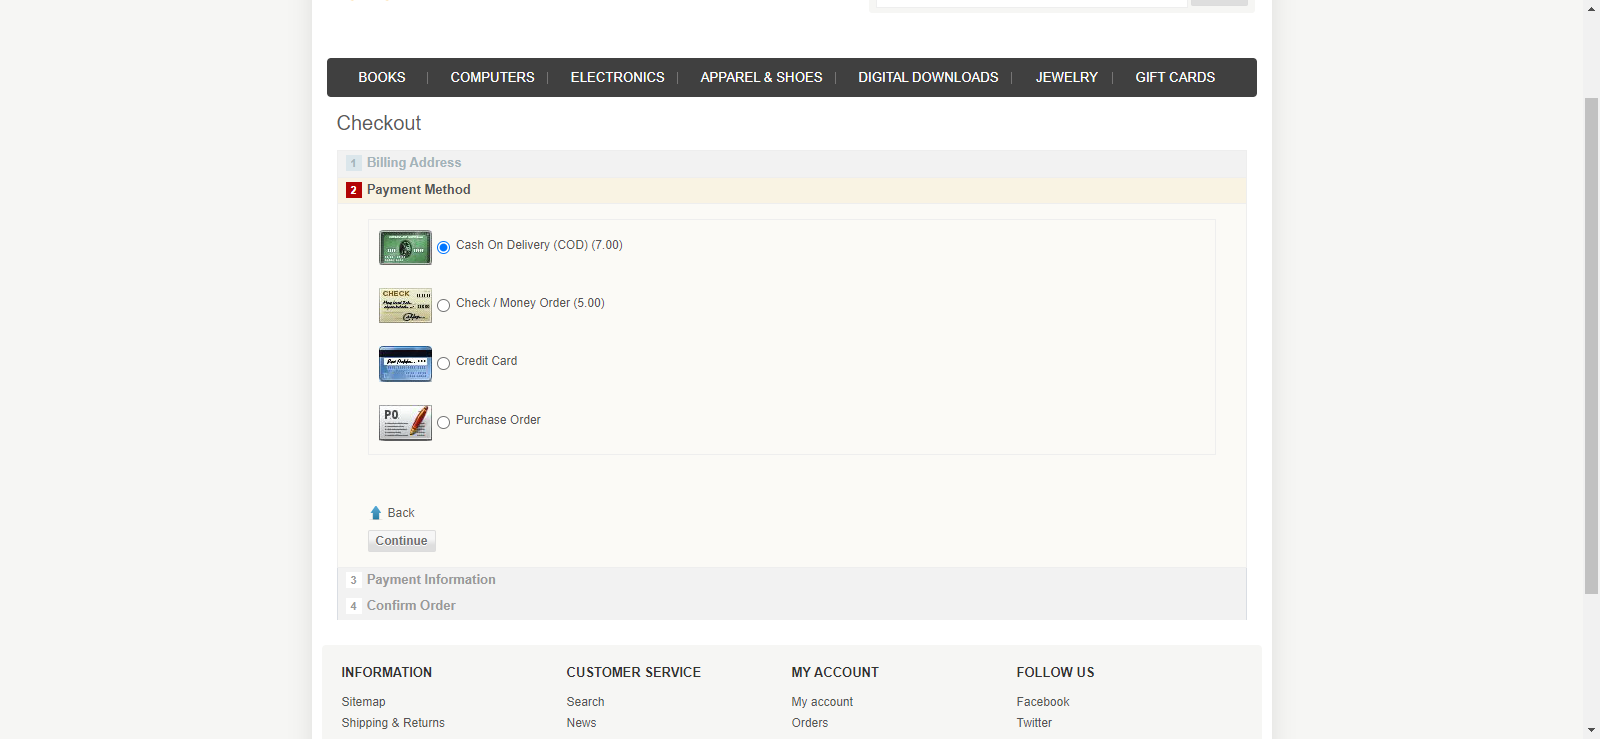 BOOKS COMPUTERS ELECTRONICS APPAREL & SHOES DIGITAL DOWNLOADS JEWELRY GIFT CARDS
Checkout
1 Billing Address
2 Payment Method
Cash On Delivery (COD) (7.00)
CHECK
Check / Money Order (5.00)
Credit Card
P.O.
Purchase Order
Back
Continue
3 Payment Information
4 Confirm Order
INFORMATION CUSTOMER SERVICE MY ACCOUNT FOLLOW US
Sitemap Search My account Facebook
Shipping & Returns News Orders Twitter